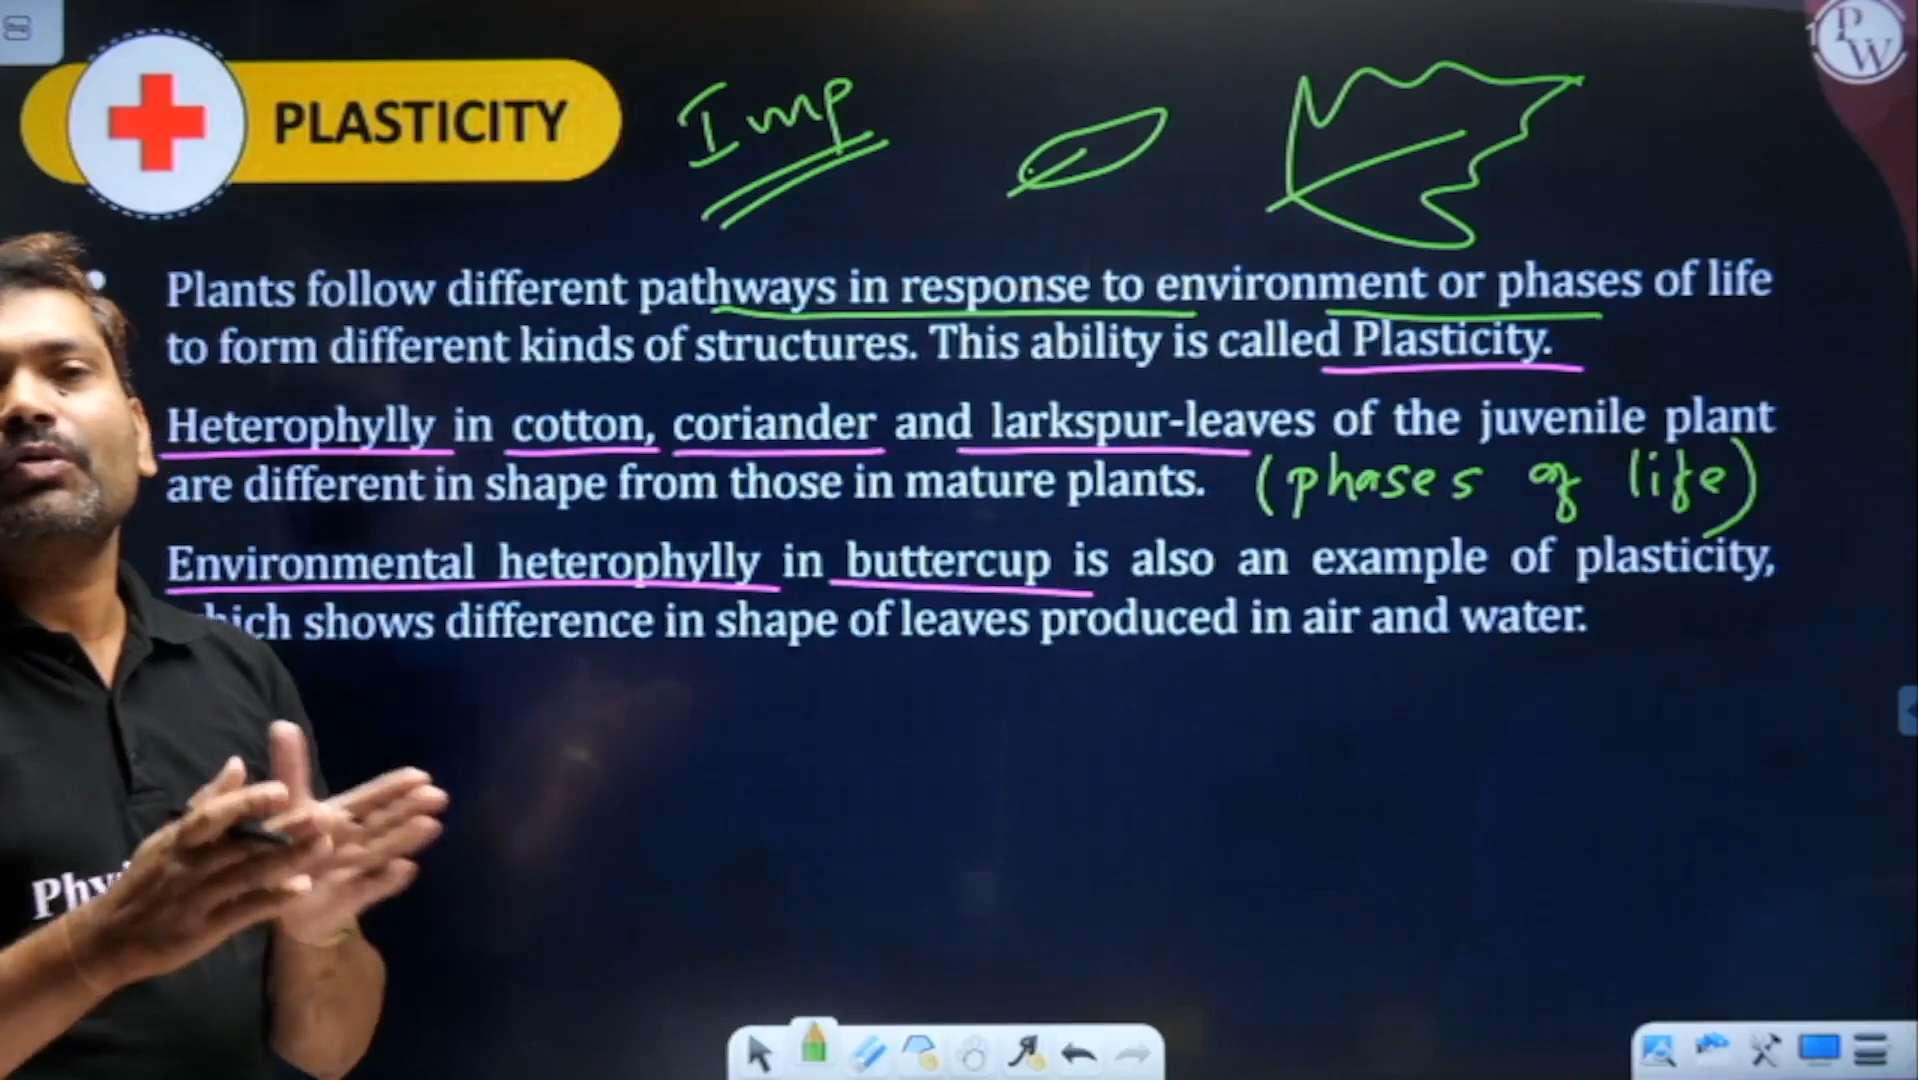 PW
PLASTICITY Imp
Plants follow different pathways in response to environment or phases of life
to form different kinds of structures. This ability is called Plasticity.
Heterophylly in cotton, coriander and larkspur-leaves of the juvenile plant
are different in shape from those in mature plants. (phases of life)
Environmental heterophylly in buttercup is also an example of plasticity,
which shows difference in shape of leaves produced in air and water.